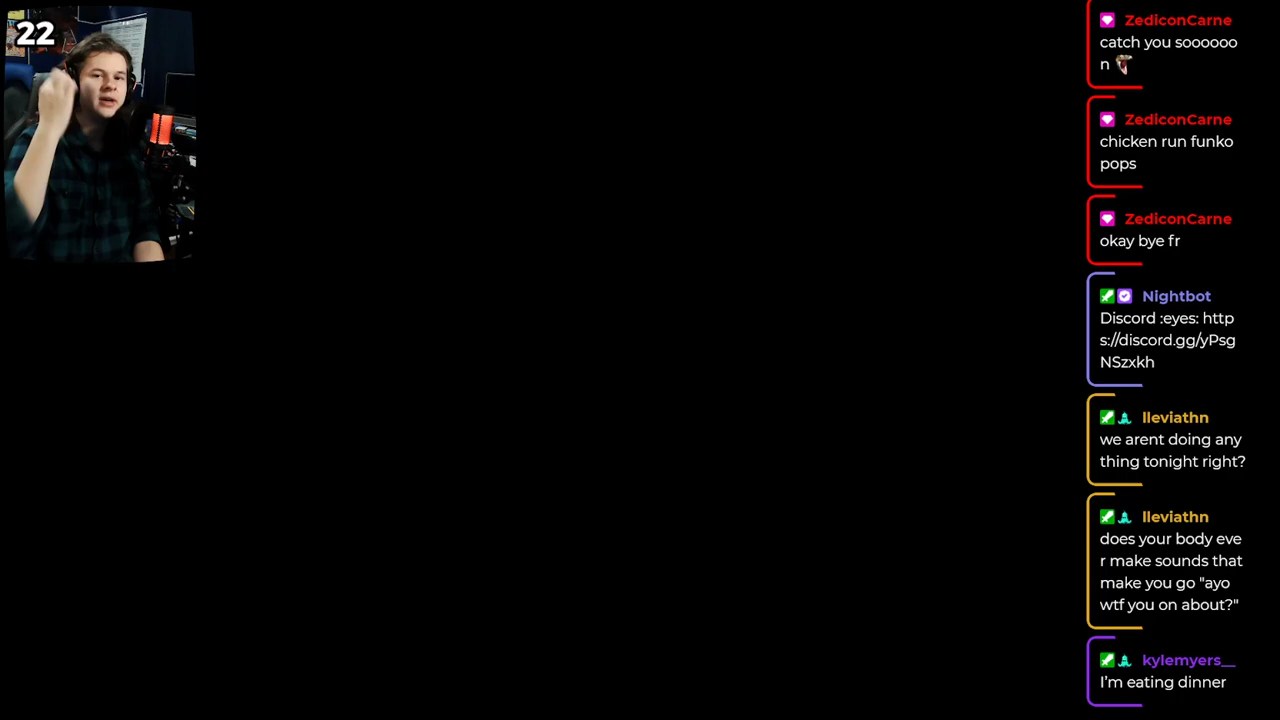 22
ZediconCarne
catch you soooooo
n
ZediconCarne
chicken run funko
pops
ZediconCarne
okay bye fr
Nightbot
Discord :eyes: http
s://discord.gg/yPsg
NSzxkh
lleviathn
we arent doing any
thing tonight right?
lleviathn
does your body eve
r make sounds that
make you go "ayo
wtf you on about?"
kylemyers__
I'm eating dinner